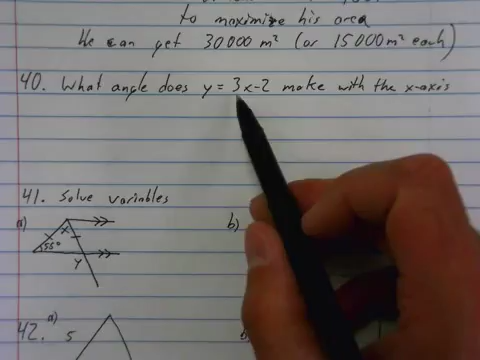 to maximize his area
He can get 30000 m² (or 15000 m² each)
40. What angle does y = 3x-2 make with the x-axis
41. Solve variables
a) x 55° y
b)
42. a) 5